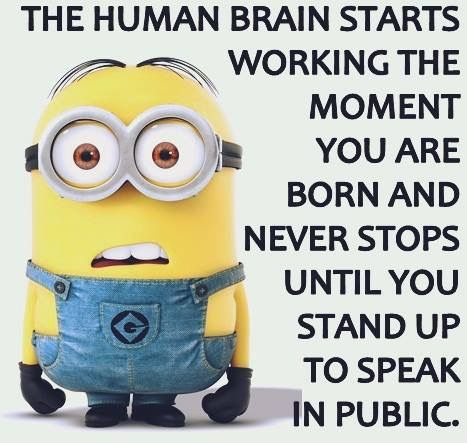 THE HUMAN BRAIN STARTS
WORKING THE
MOMENT
YOU ARE
BORN AND
NEVER STOPS
UNTIL YOU
STAND UP
TO SPEAK
IN PUBLIC.